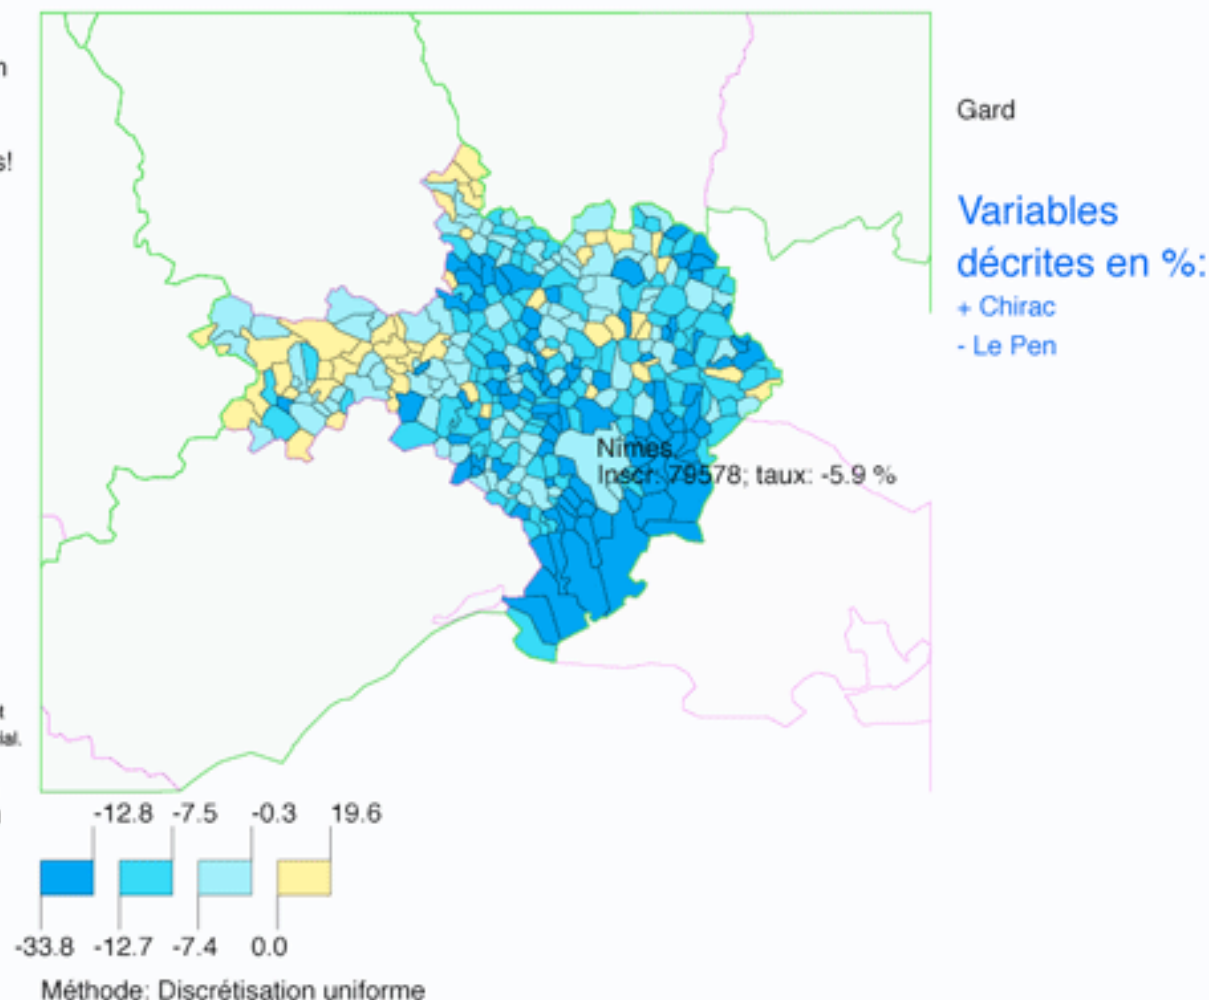 s!
Gard
Variables
décrites en %:
+ Chirac
- Le Pen
Nîmes
Inscr: 79578; taux: -5.9 %
t
ial.
-12.8 -7.5 -0.3 19.6
-33.8 -12.7 -7.4 0.0
Méthode: Discrétisation uniforme